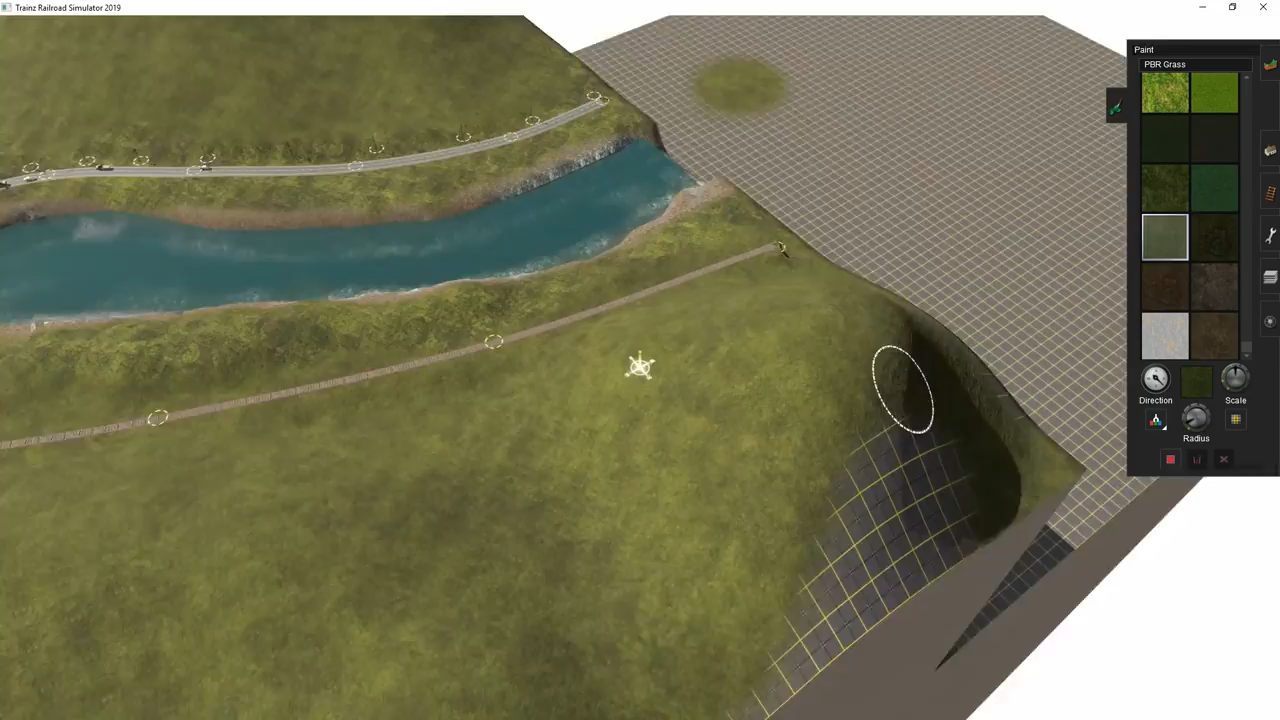 Trainz Railroad Simulator 2019
Paint
PBR Grass
Direction
Scale
Radius